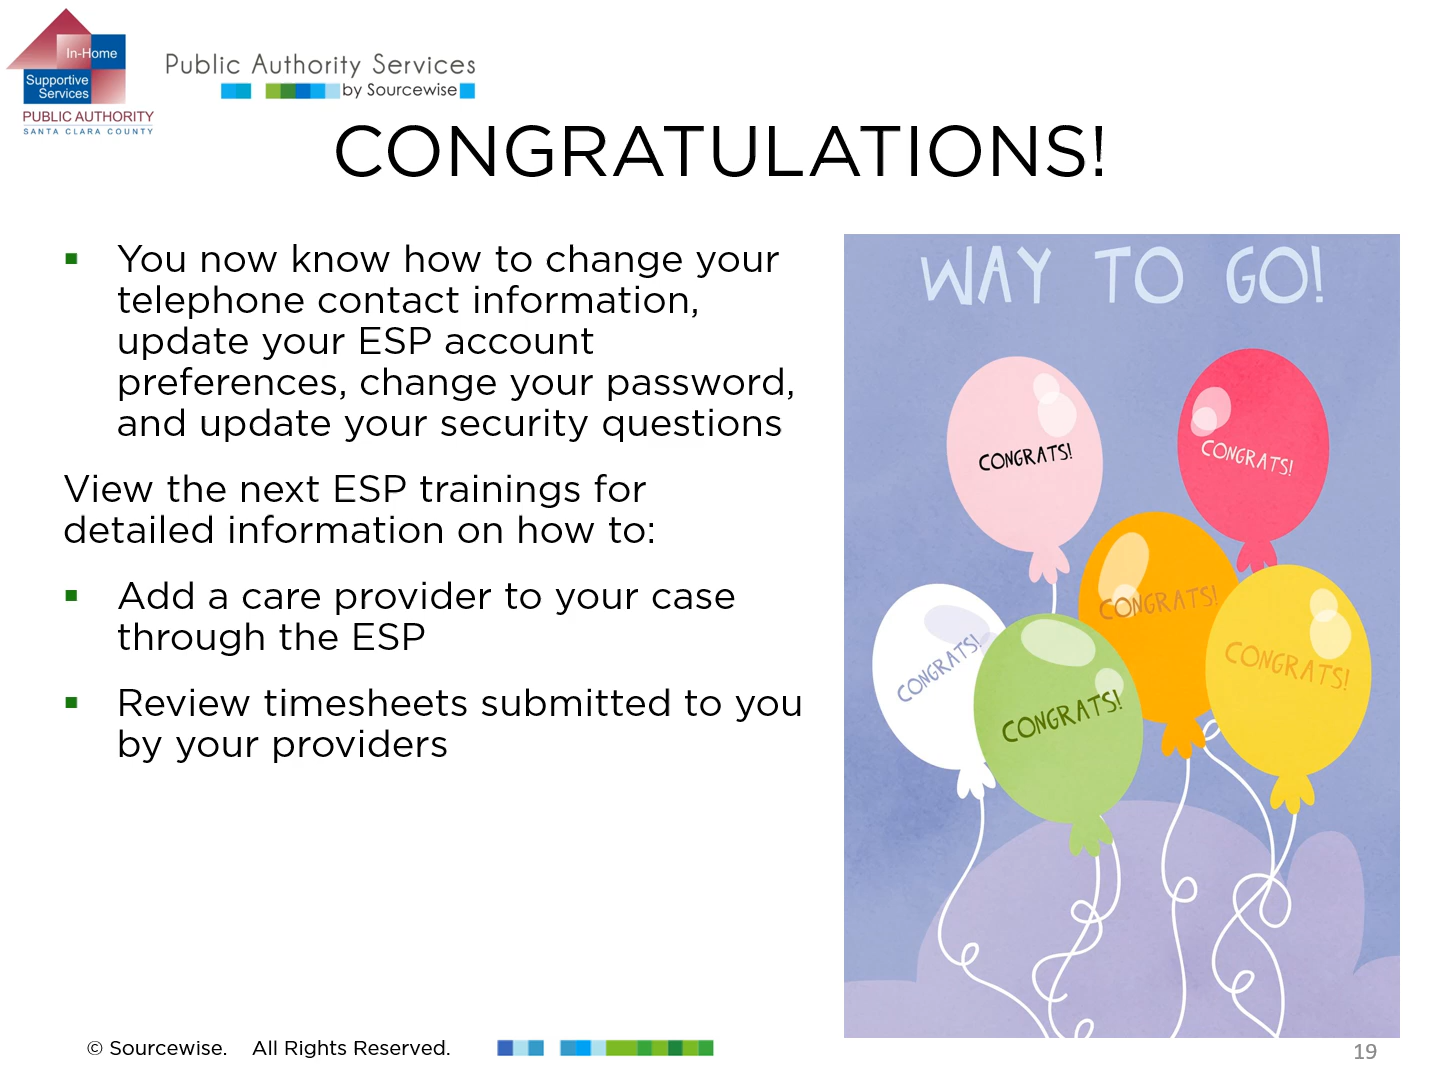 In-Home
Supportive
Services
PUBLIC AUTHORITY
SANTA CLARA COUNTY
Public Authority Services
by Sourcewise
CONGRATULATIONS!
▪ You now know how to change your
telephone contact information,
update your ESP account
preferences, change your password,
and update your security questions
View the next ESP trainings for
detailed information on how to:
▪ Add a care provider to your case
through the ESP
▪ Review timesheets submitted to you
by your providers
WAY TO GO!
CONGRATS!
CONGRATS!
CONGRATS!
CONGRATS!
CONGRATS!
CONGRATS!
© Sourcewise. All Rights Reserved.
19